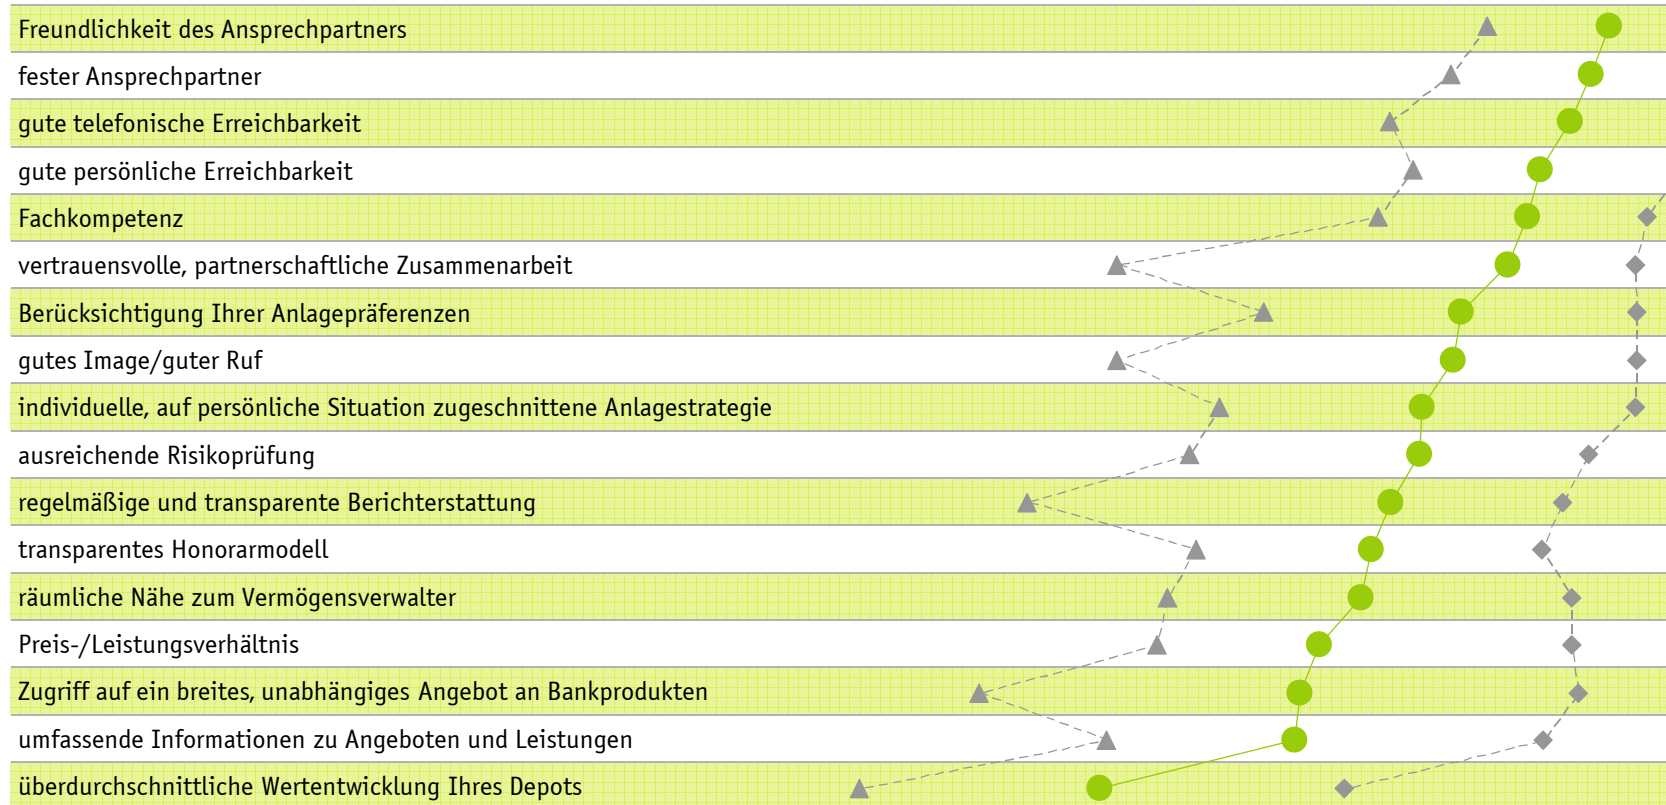 Freundlichkeit des Ansprechpartners
fester Ansprechpartner
gute telefonische Erreichbarkeit
gute persönliche Erreichbarkeit
Fachkompetenz
vertrauensvolle, partnerschaftliche Zusammenarbeit
Berücksichtigung Ihrer Anlagepräferenzen
gutes Image/guter Ruf
individuelle, auf persönliche Situation zugeschnittene Anlagestrategie
ausreichende Risikoprüfung
regelmäßige und transparente Berichterstattung
transparentes Honorarmodell
räumliche Nähe zum Vermögensverwalter
Preis-/Leistungsverhältnis
Zugriff auf ein breites, unabhängiges Angebot an Bankprodukten
umfassende Informationen zu Angeboten und Leistungen
überdurchschnittliche Wertentwicklung Ihres Depots